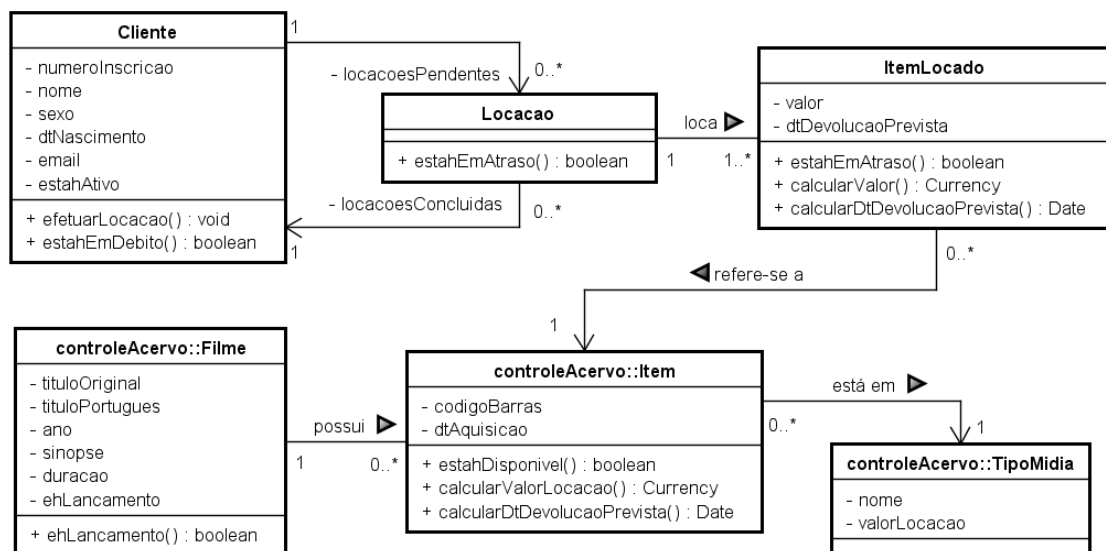 Cliente
- numeroInscricao
- nome
- sexo
- dtNascimento
- email
- estahAtivo
+ efetuarLocacao() : void
+ estahEmDebito() : boolean
1
- locacoesPendentes
0..*
Locacao
+ estahEmAtraso() : boolean
- locacoesConcluidas
0..*
1
loca
1
1..*
ItemLocado
- valor
- dtDevolucaoPrevista
+ estahEmAtraso() : boolean
+ calcularValor() : Currency
+ calcularDtDevolucaoPrevista() : Date
0..*
refere-se a
1
controleAcervo::Filme
- tituloOriginal
- tituloPortugues
- ano
- sinopse
- duracao
- ehLancamento
+ ehLancamento() : boolean
possui
1
0..*
controleAcervo::Item
- codigoBarras
- dtAquisicao
+ estahDisponivel() : boolean
+ calcularValorLocacao() : Currency
+ calcularDtDevolucaoPrevista() : Date
está em
0..*
1
controleAcervo::TipoMidia
- nome
- valorLocacao